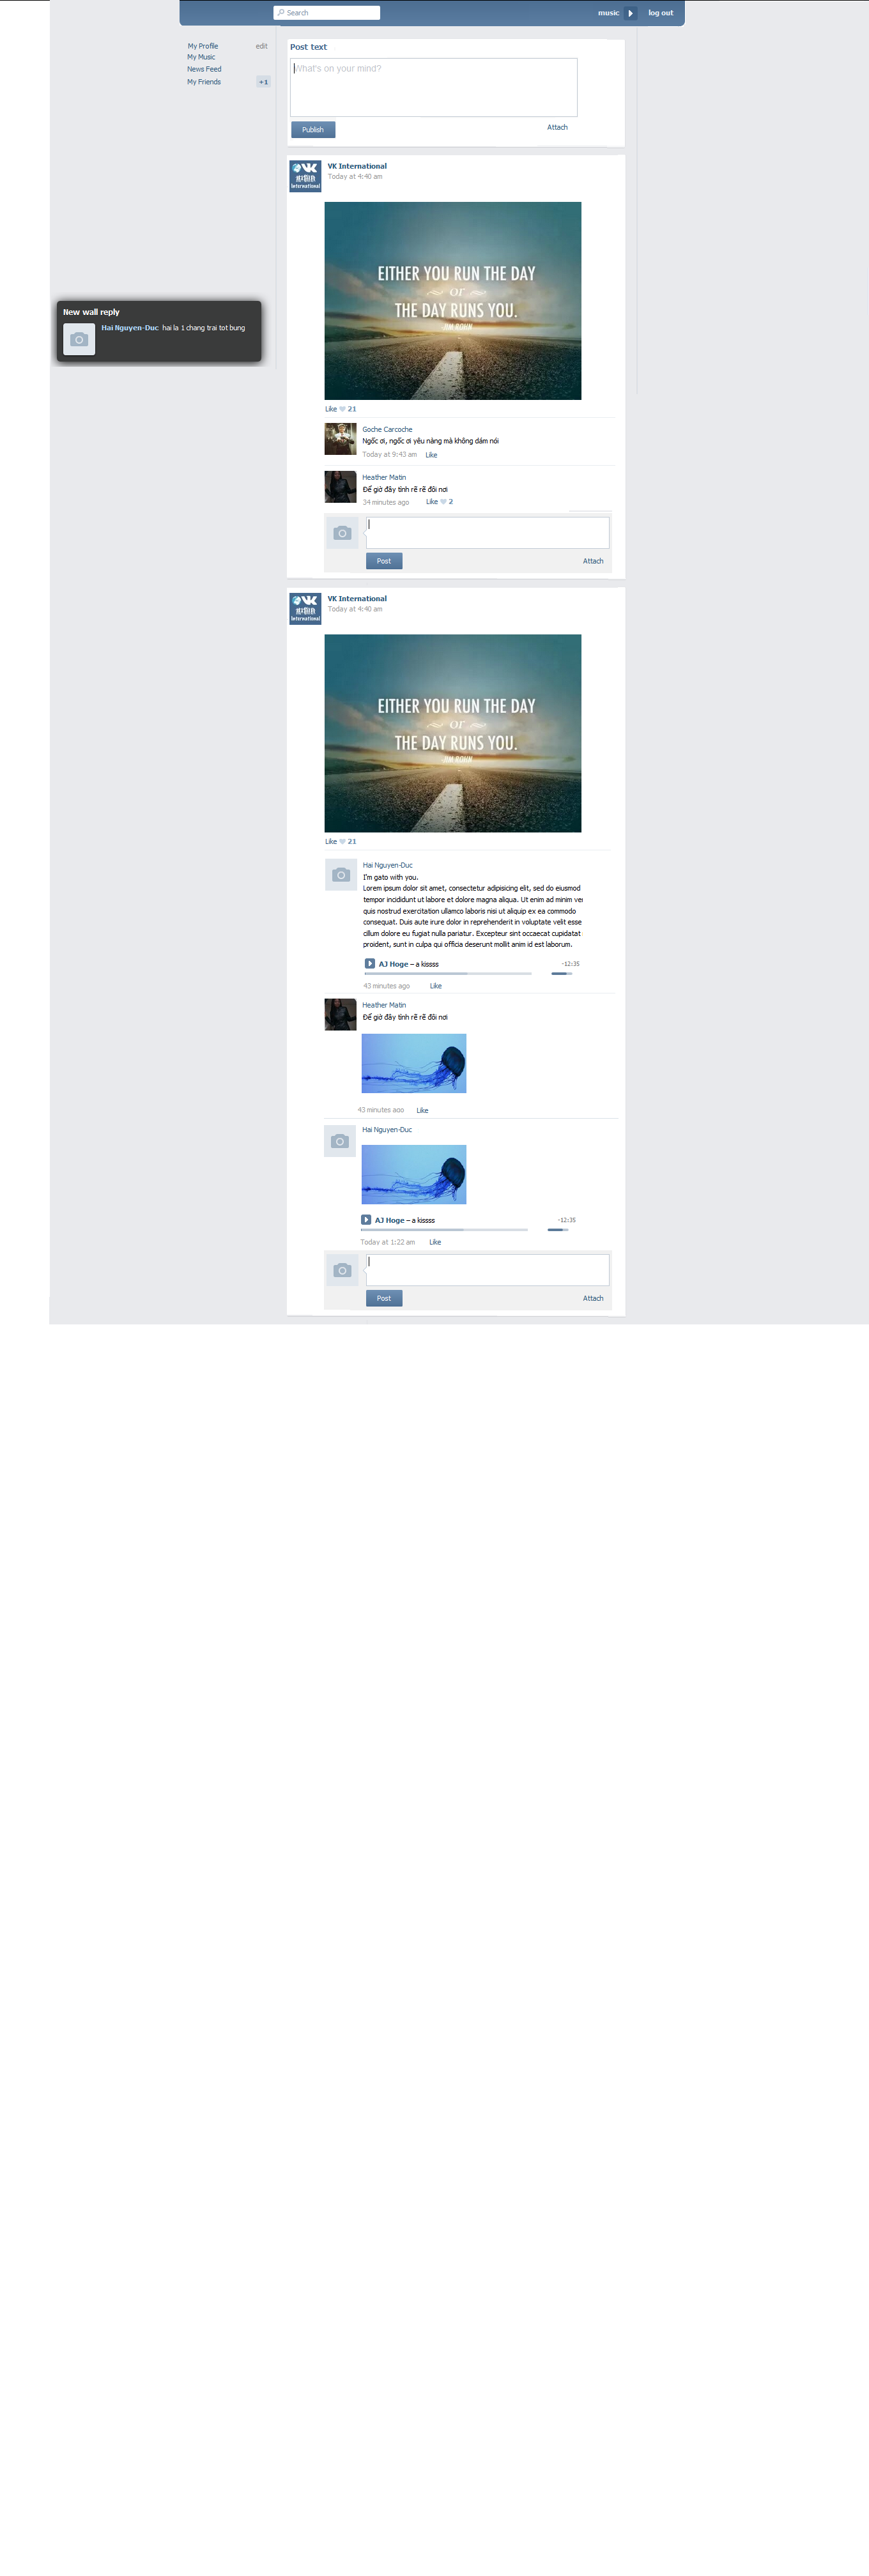 Search
music
log out
My Profile
edit
My Music
News Feed
My Friends
+1
Post text
What's on your mind?
Publish
Attach
VK International
Today at 4:40 am
International
EITHER YOU RUN THE DAY
or
THE DAY RUNS YOU.
-JIM ROHN
Like 21
New wall reply
Hai Nguyen-Duc hai la 1 chang trai tot bung
Goche Carcoche
Ngốc ơi, ngốc ơi yêu nàng mà không dám nói
Today at 9:43 am Like
Heather Matin
Để giờ đây tình rẽ rẽ đôi nơi
34 minutes ago Like 2
Post
Attach
VK International
Today at 4:40 am
International
EITHER YOU RUN THE DAY
or
THE DAY RUNS YOU.
-JIM ROHN
Like 21
Hai Nguyen-Duc
I'm gato with you.
Lorem ipsum dolor sit amet, consectetur adipisicing elit, sed do eiusmod
tempor incididunt ut labore et dolore magna aliqua. Ut enim ad minim ver
quis nostrud exercitation ullamco laboris nisi ut aliquip ex ea commodo
consequat. Duis aute irure dolor in reprehenderit in voluptate velit esse
cillum dolore eu fugiat nulla pariatur. Excepteur sint occaecat cupidatat
proident, sunt in culpa qui officia deserunt mollit anim id est laborum.
AJ Hoge – a kissss
-12:35
43 minutes ago Like
Heather Matin
Để giờ đây tình rẽ rẽ đôi nơi
43 minutes ago Like
Hai Nguyen-Duc
AJ Hoge – a kissss
-12:35
Today at 1:22 am Like
Post
Attach